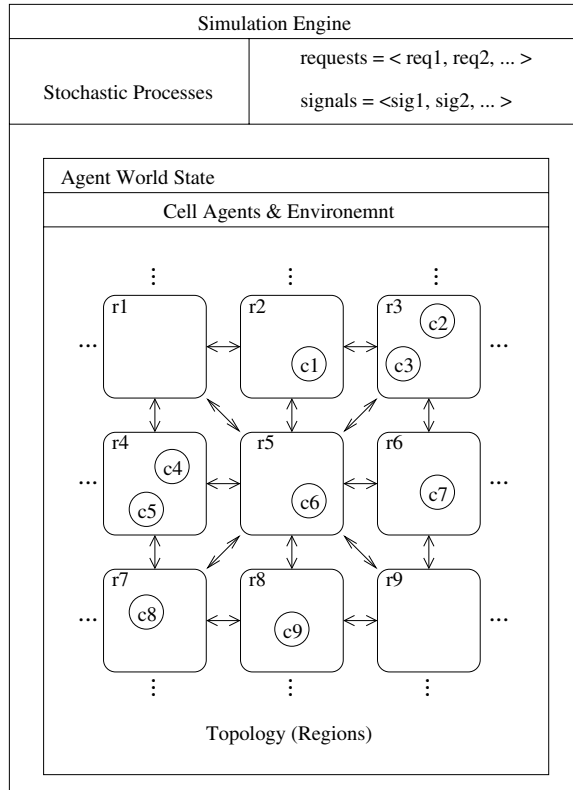 Simulation Engine
Stochastic Processes
requests = < req1, req2, ... >
signals = <sig1, sig2, ... >
Agent World State
Cell Agents & Environemnt
r1
r2
r3
c1
c2
c3
r4
r5
r6
c4
c5
c6
c7
r7
r8
r9
c8
c9
Topology (Regions)